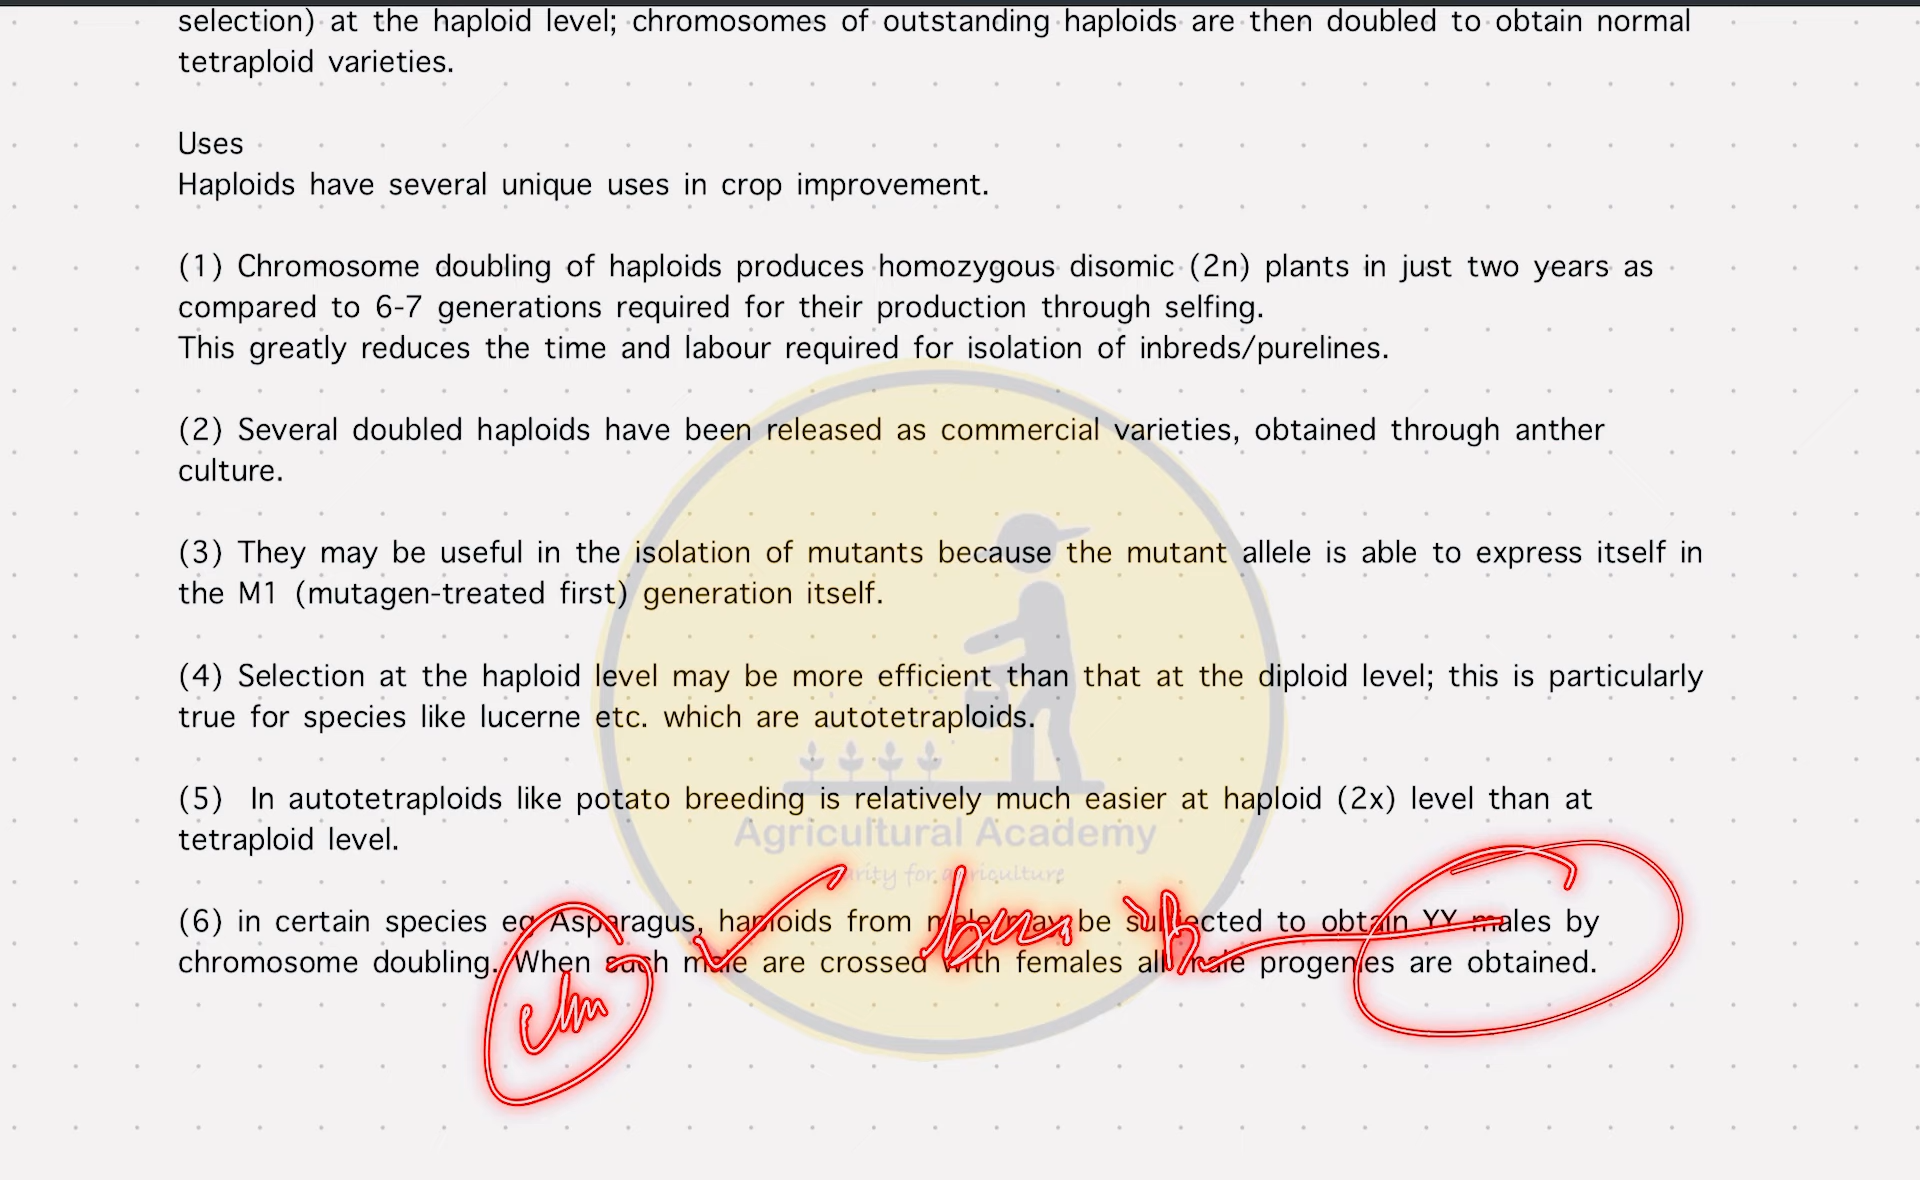 selection) at the haploid level; chromosomes of outstanding haploids are then doubled to obtain normal
tetraploid varieties.
Uses
Haploids have several unique uses in crop improvement.
(1) Chromosome doubling of haploids produces homozygous disomic (2n) plants in just two years as
compared to 6-7 generations required for their production through selfing.
This greatly reduces the time and labour required for isolation of inbreds/purelines.
(2) Several doubled haploids have been released as commercial varieties, obtained through anther
culture.
(3) They may be useful in the isolation of mutants because the mutant allele is able to express itself in
the M1 (mutagen-treated first) generation itself.
(4) Selection at the haploid level may be more efficient than that at the diploid level; this is particularly
true for species like lucerne etc. which are autotetraploids.
(5) In autotetraploids like potato breeding is relatively much easier at haploid (2x) level than at
tetraploid level.
Agricultural Academy
agriculture
(6) in certain species eg Asparagus, haploids from male may be subjected to obtain YY males by
chromosome doubling. When such male are crossed with females all male progenies are obtained.